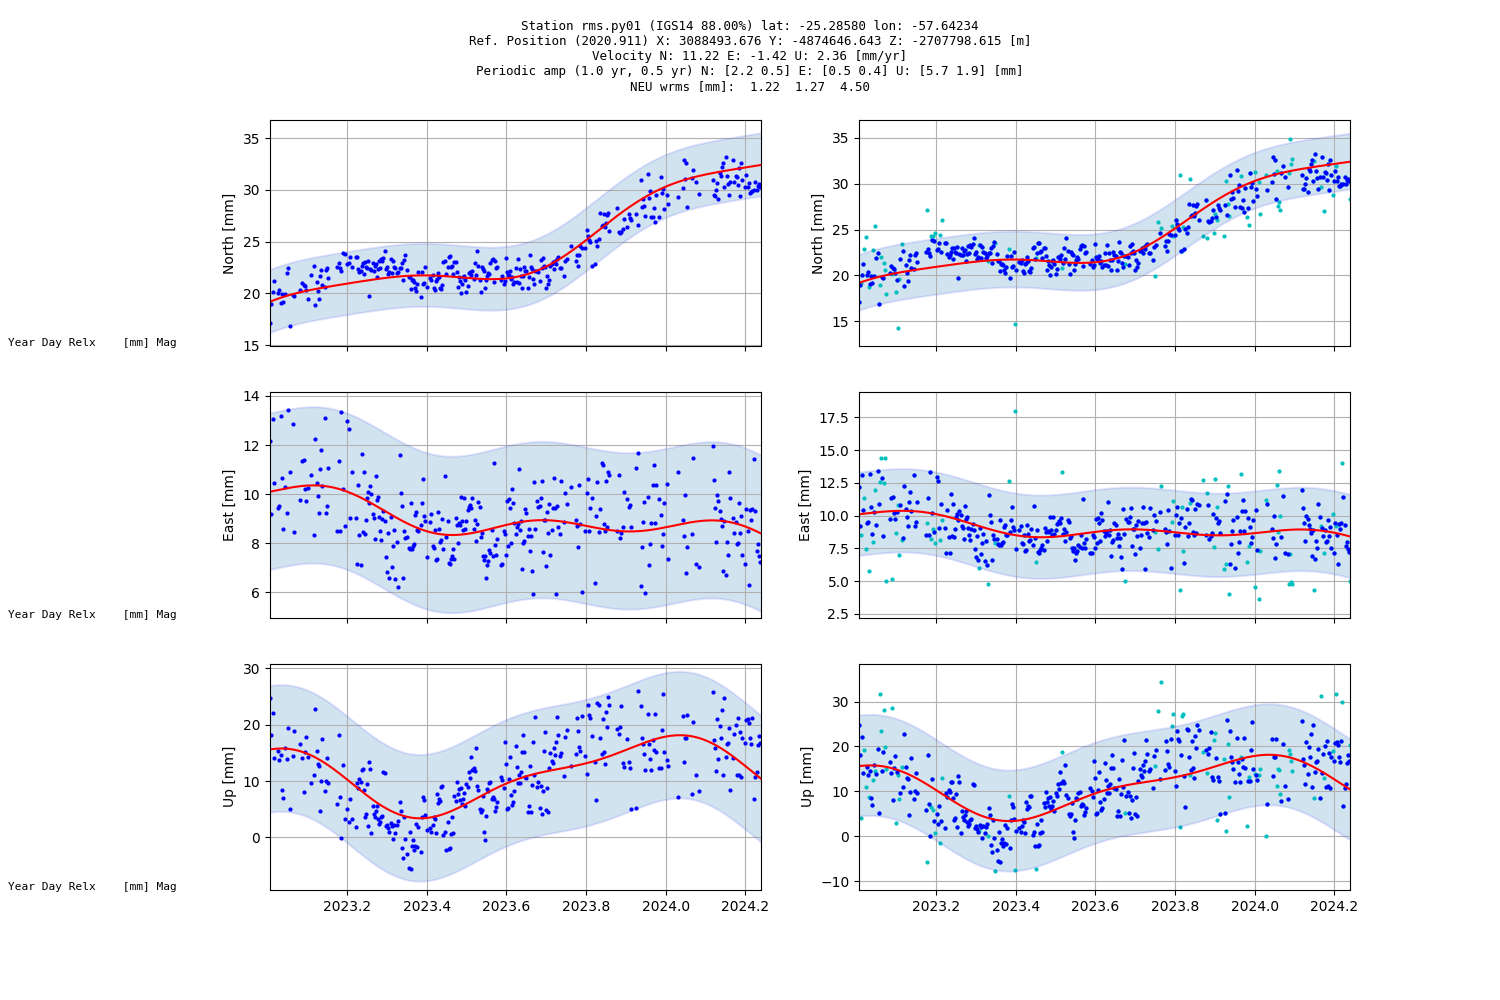 Station rms.py01 (IGS14 88.00%) lat: -25.28580 lon: -57.64234
Ref. Position (2020.911) X: 3088493.676 Y: -4874646.643 Z: -2707798.615 [m]
Velocity N: 11.22 E: -1.42 U: 2.36 [mm/yr]
Periodic amp (1.0 yr, 0.5 yr) N: [2.2 0.5] E: [0.5 0.4] U: [5.7 1.9] [mm]
NEU wrms [mm]:  1.22  1.27  4.50
North [mm]
35
30
25
20
15
North [mm]
35
30
25
20
15
Year Day Relx    [mm] Mag
East [mm]
14
12
10
8
6
East [mm]
17.5
15.0
12.5
10.0
7.5
5.0
2.5
Year Day Relx    [mm] Mag
Up [mm]
30
20
10
0
Up [mm]
30
20
10
0
−10
Year Day Relx    [mm] Mag
2023.2 2023.4 2023.6 2023.8 2024.0 2024.2
2023.2 2023.4 2023.6 2023.8 2024.0 2024.2